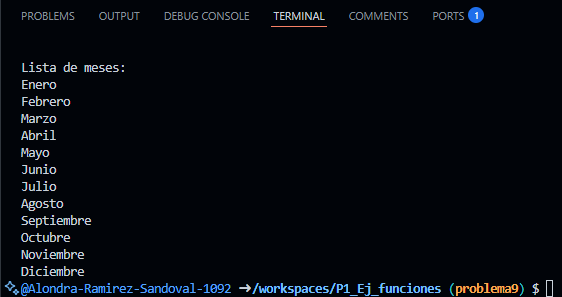 PROBLEMS OUTPUT DEBUG CONSOLE TERMINAL COMMENTS PORTS 1
Lista de meses:
Enero
Febrero
Marzo
Abril
Mayo
Junio
Julio
Agosto
Septiembre
Octubre
Noviembre
Diciembre
@Alondra-Ramirez-Sandoval-1092 ➜/workspaces/P1_Ej_funciones (problema9) $